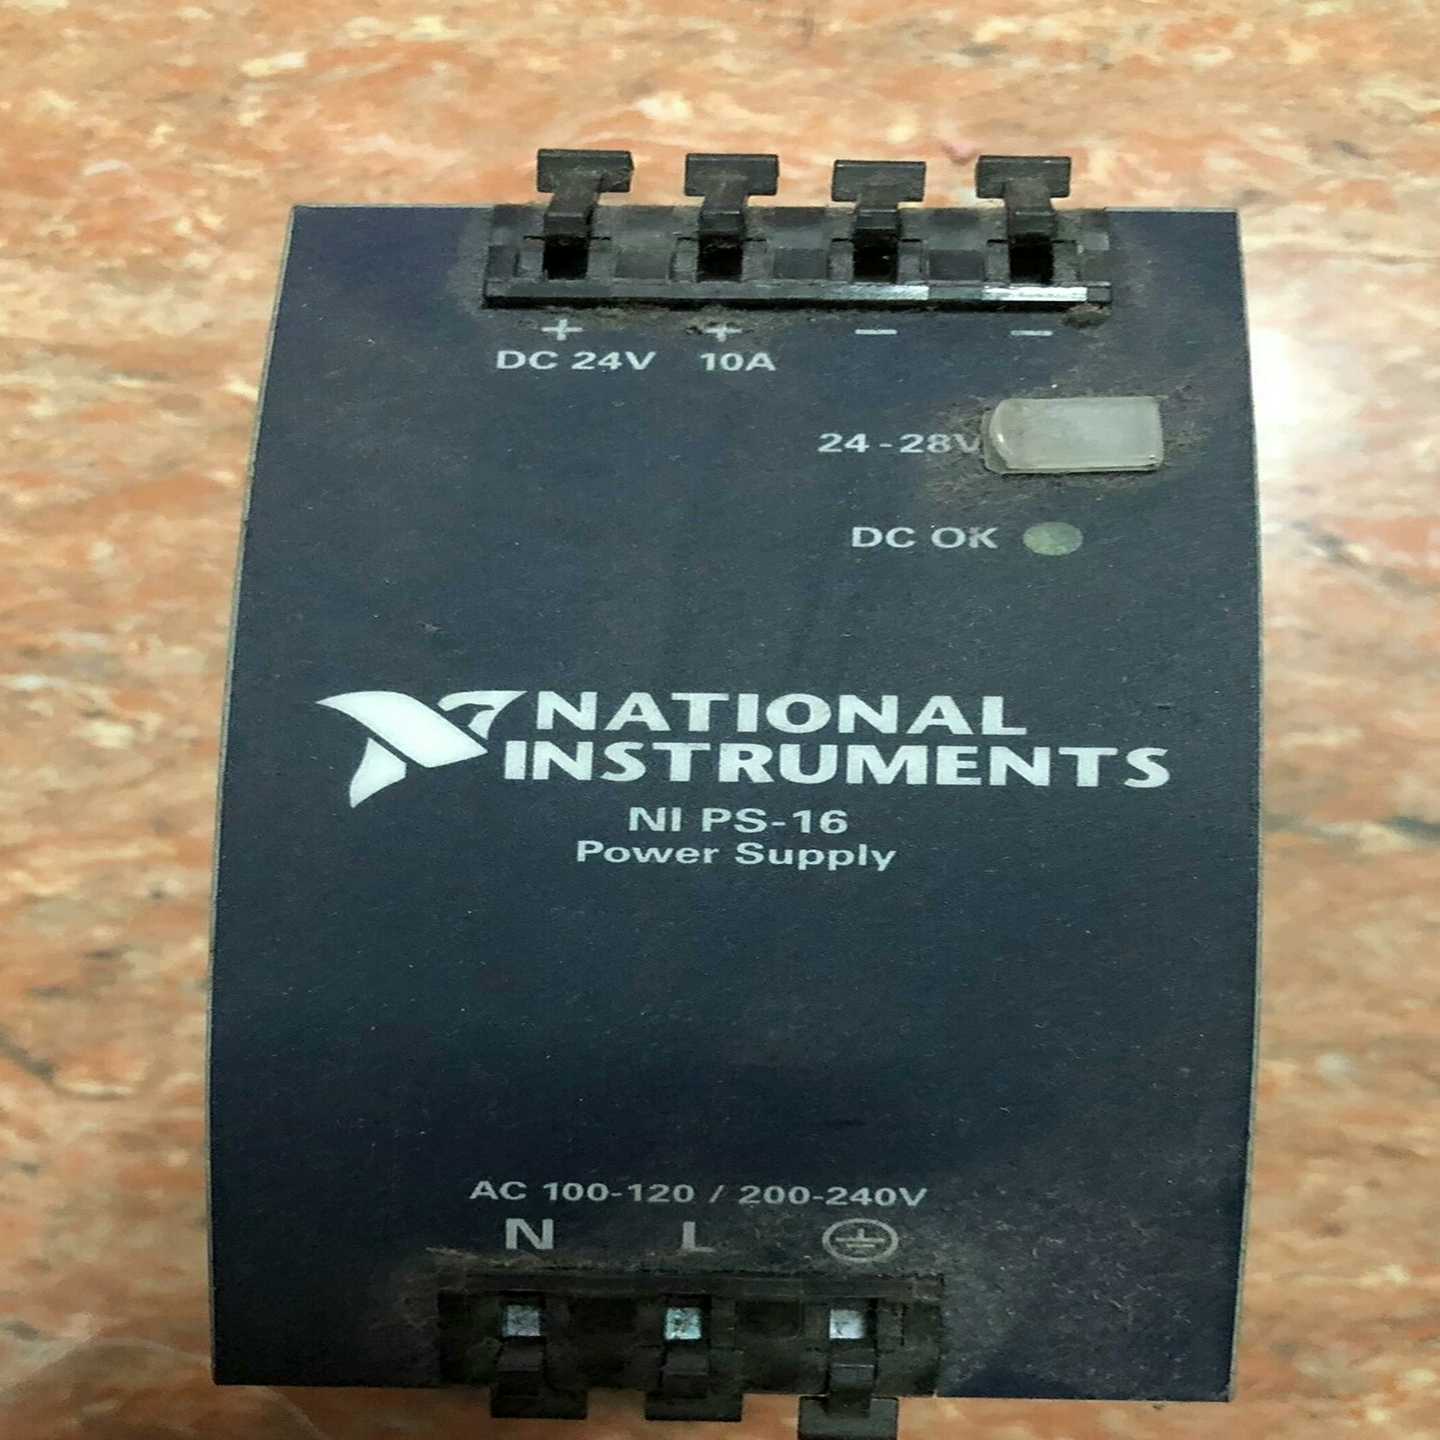 + + − −
DC 24V 10A
24-28V
DC OK
NATIONAL
INSTRUMENTS
NI PS-16
Power Supply
AC 100-120 / 200-240V
N L